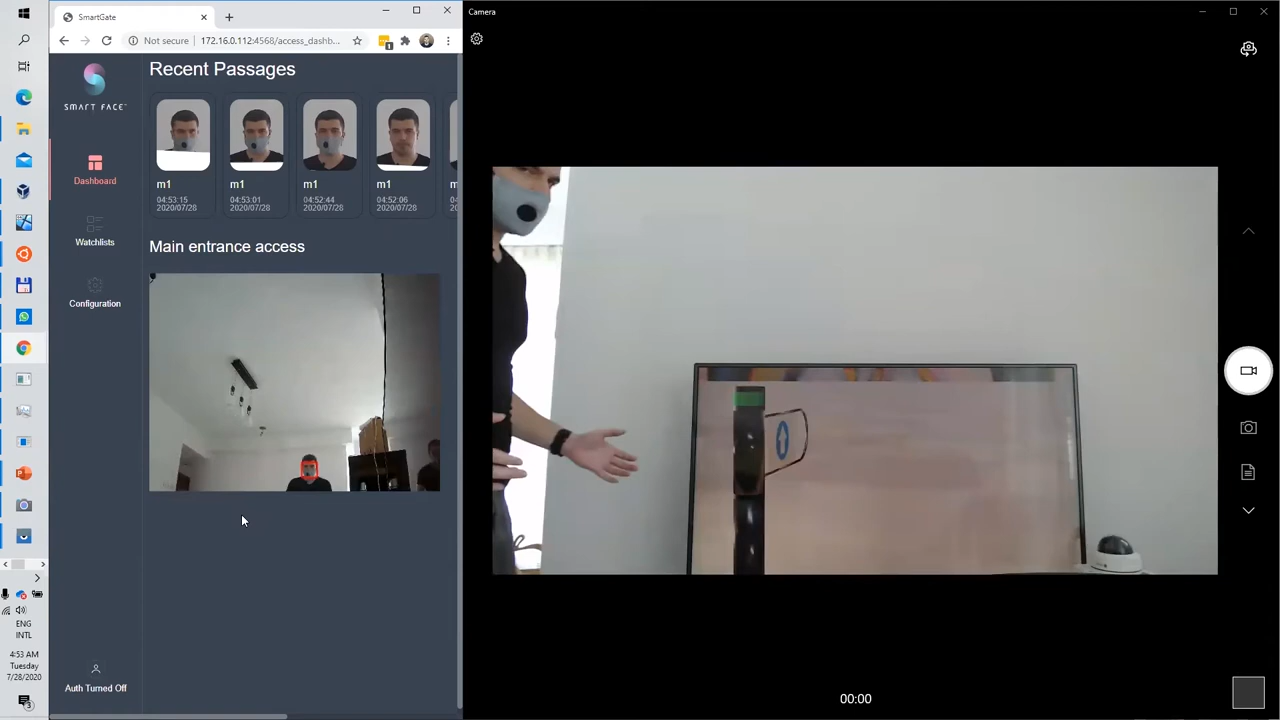 SmartGate
Camera
Not secure
172.16.0.112:4568/access_dashb...
SMART FACE
Recent Passages
m1
04:53:15
2020/07/28
m1
04:53:01
2020/07/28
m1
04:52:44
2020/07/28
m1
04:52:06
2020/07/28
Dashboard
Watchlists
Configuration
Main entrance access
ENG
INTL
4:53 AM
Tuesday
7/28/2020
3
Auth Turned Off
00:00